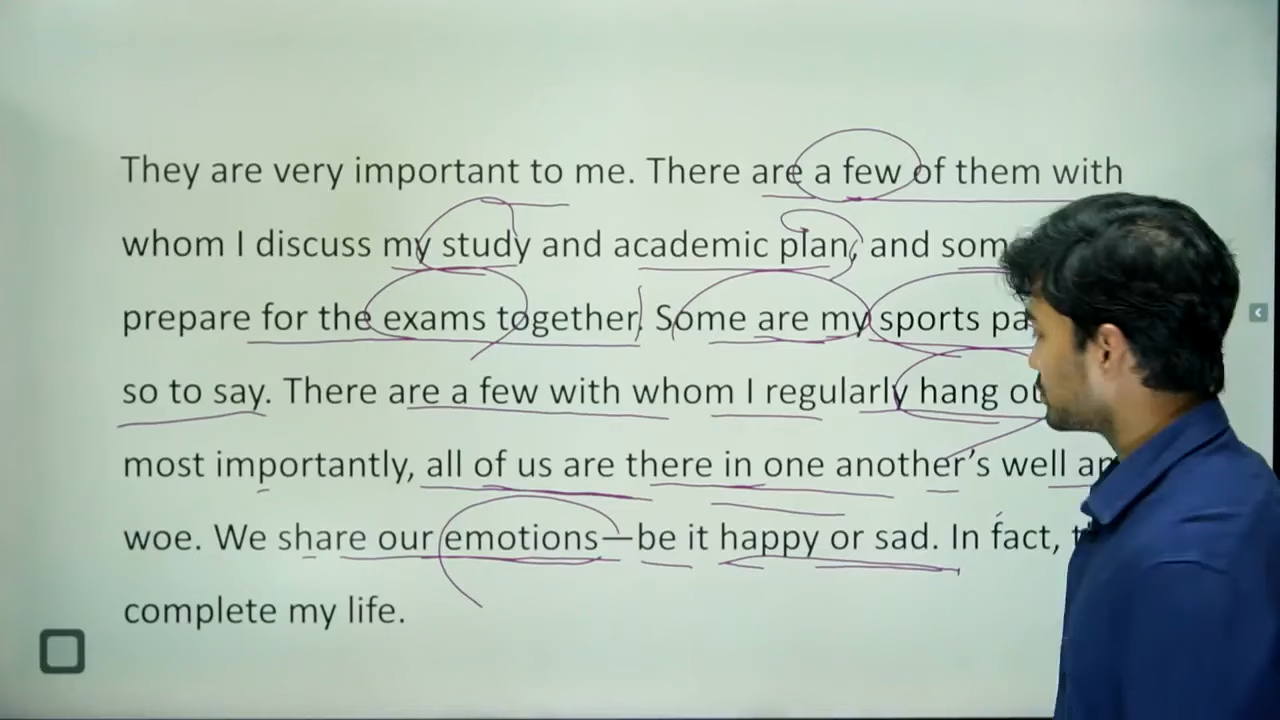 They are very important to me. There are a few of them with
whom I discuss my study and academic plan, and som
prepare for the exams together. Some are my sports pa
so to say. There are a few with whom I regularly hang
most importantly, all of us are there in one another's well
woe. We share our emotions—be it happy or sad. In fact,
complete my life.